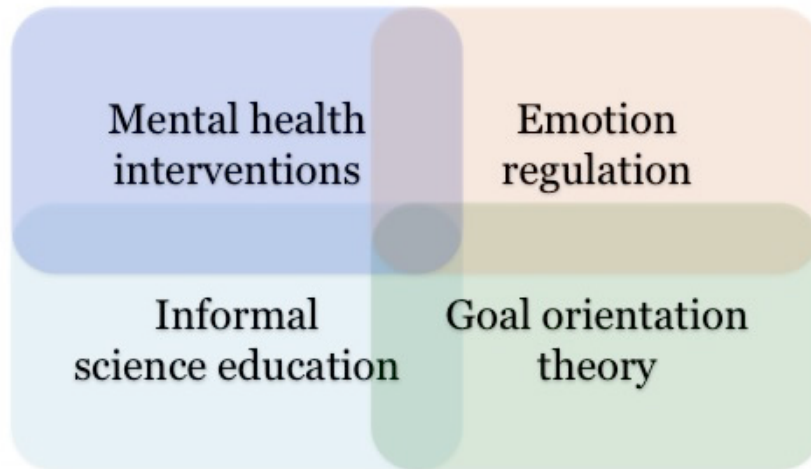 Mental health
interventions
Emotion
regulation
Informal
science education
Goal orientation
theory